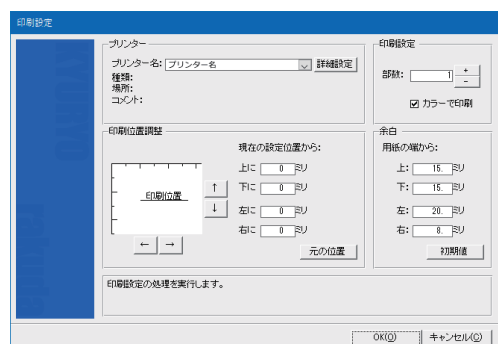 印刷設定
プリンター
プリンター名: プリンター名 詳細設定
種類:
場所:
コメント:
印刷設定
部数: 1 + -
カラーで印刷
印刷位置調整
現在の設定位置から:
印刷位置
↑
↓
← →
上に 0 ミリ
下に 0 ミリ
左に 0 ミリ
右に 0 ミリ
元の位置
余白
用紙の端から:
上: 15. ミリ
下: 15. ミリ
左: 20. ミリ
右: 8. ミリ
初期値
印刷設定の処理を実行します。
OK(O) キャンセル(C)
KYURYO